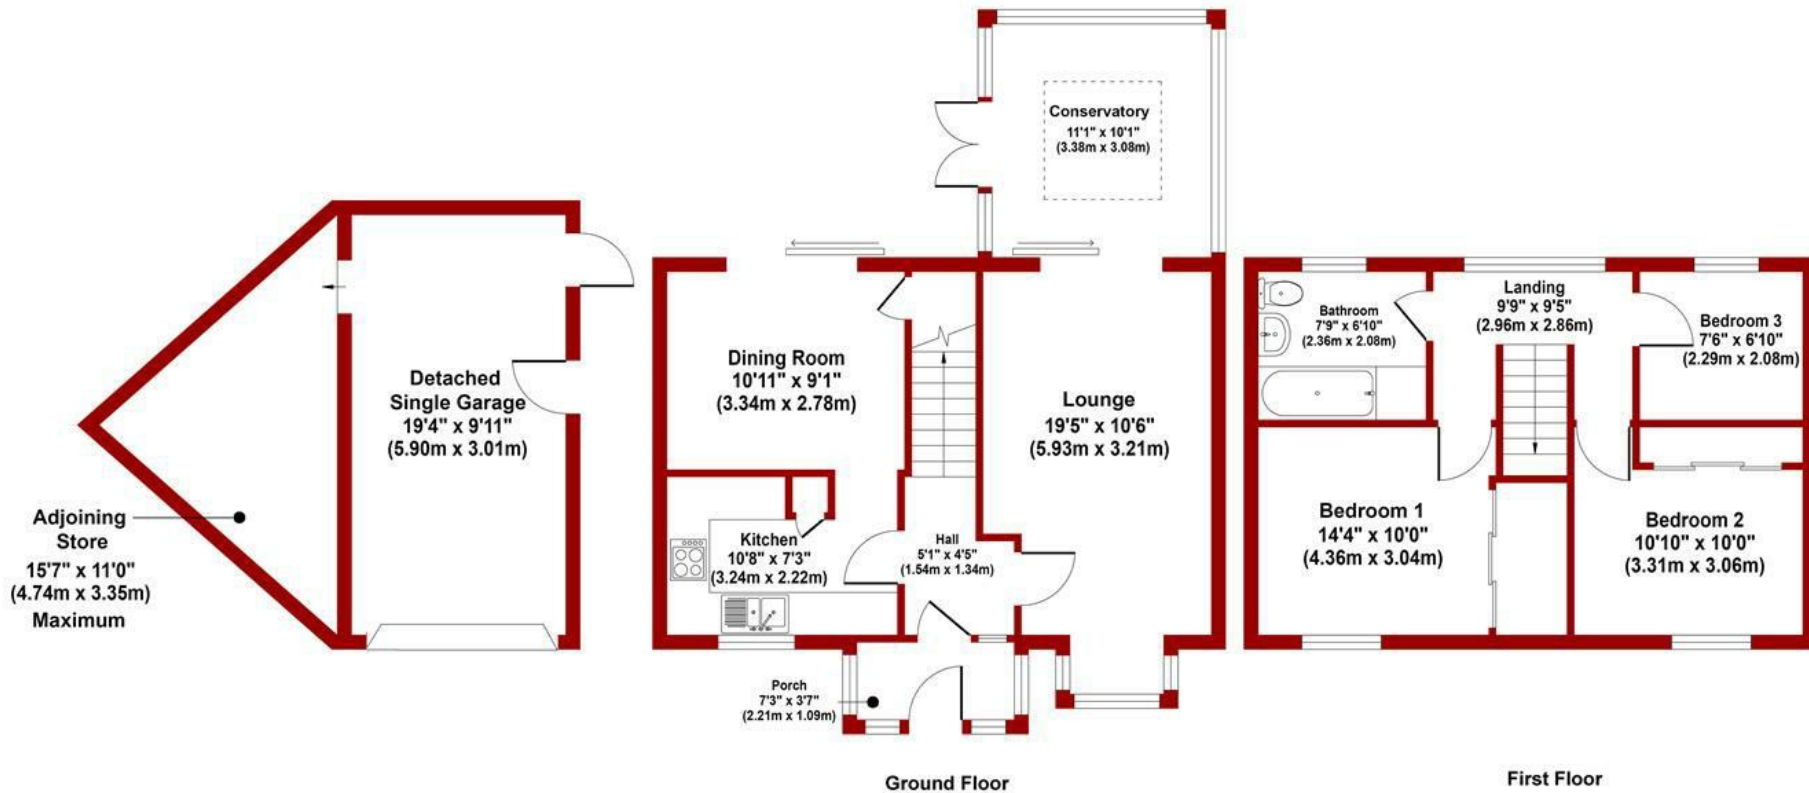 Conservatory
11'1" x 10'1"
(3.38m x 3.08m)
Detached
Single Garage
19'4" x 9'11"
(5.90m x 3.01m)
Adjoining
Store
15'7" x 11'0"
(4.74m x 3.35m)
Maximum
Dining Room
10'11" x 9'1"
(3.34m x 2.78m)
Lounge
19'5" x 10'6"
(5.93m x 3.21m)
Kitchen
10'8" x 7'3"
(3.24m x 2.22m)
Hall
5'1" x 4'5"
(1.54m x 1.34m)
Porch
7'3" x 3'7"
(2.21m x 1.09m)
Ground Floor
Bathroom
7'9" x 6'10"
(2.36m x 2.08m)
Landing
9'9" x 9'5"
(2.96m x 2.86m)
Bedroom 3
7'6" x 6'10"
(2.29m x 2.08m)
Bedroom 1
14'4" x 10'0"
(4.36m x 3.04m)
Bedroom 2
10'10" x 10'0"
(3.31m x 3.06m)
First Floor